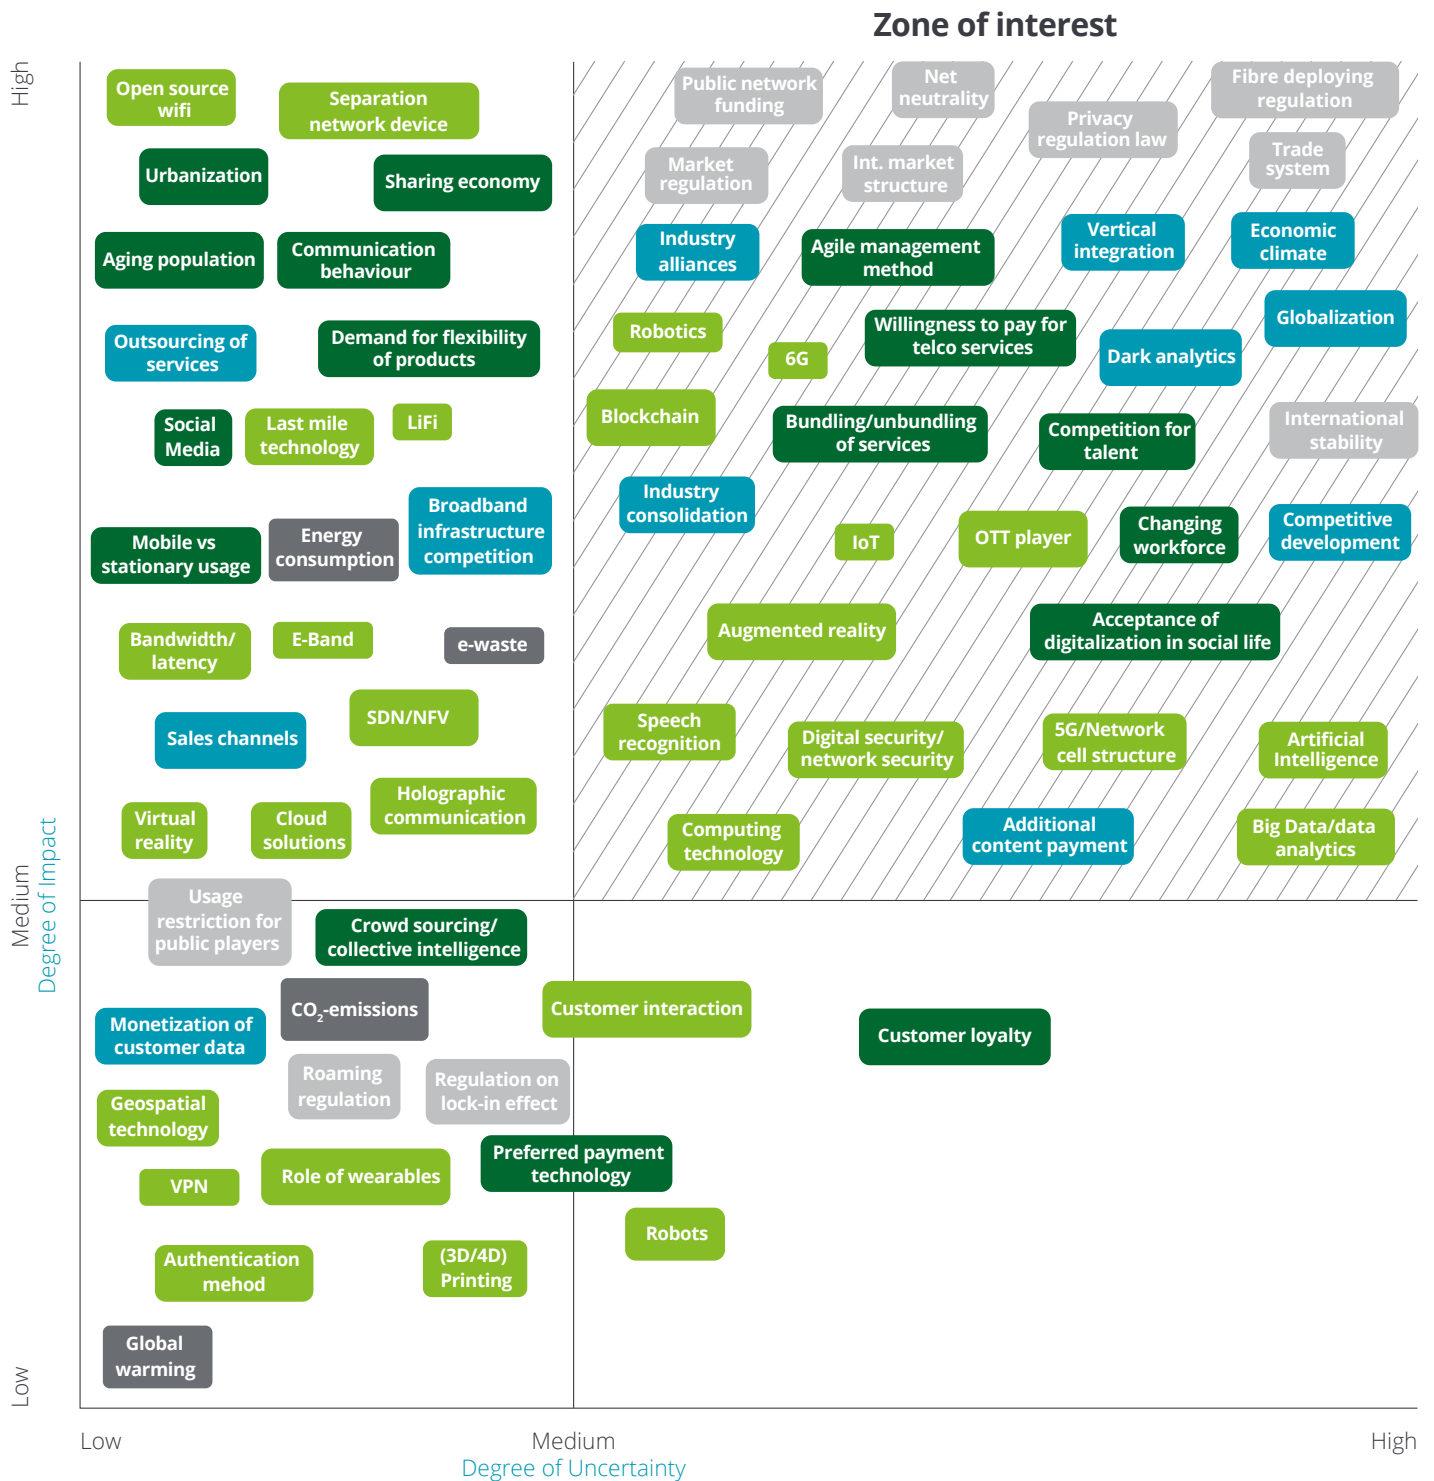 Zone of interest
High
Open source
wifi
Separation
network device
Urbanization
Sharing economy
Aging population
Communication
behaviour
Outsourcing of
services
Demand for flexibility
of products
Social
Media
Last mile
technology
LiFi
Mobile vs
stationary usage
Energy
consumption
Broadband
infrastructure
competition
Bandwidth/
latency
E-Band
e-waste
Sales channels
SDN/NFV
Virtual
reality
Cloud
solutions
Holographic
communication
Public network
funding
Net
neutrality
Privacy
regulation law
Fibre deploying
regulation
Market
regulation
Int. market
structure
Trade
system
Industry
alliances
Agile management
method
Vertical
integration
Economic
climate
Robotics
6G
Willingness to pay for
telco services
Dark analytics
Globalization
Blockchain
Bundling/unbundling
of services
Competition for
talent
International
stability
Industry
consolidation
IoT
OTT player
Changing
workforce
Competitive
development
Augmented reality
Acceptance of
digitalization in social life
Speech
recognition
Digital security/
network security
5G/Network
cell structure
Artificial
Intelligence
Computing
technology
Additional
content payment
Big Data/data
analytics
Medium
Degree of Impact
Usage
restriction for
public players
Crowd sourcing/
collective intelligence
Monetization of
customer data
CO₂-emissions
Customer interaction
Customer loyalty
Geospatial
technology
Roaming
regulation
Regulation on
lock-in effect
VPN
Role of wearables
Preferred payment
technology
Robots
Authentication
mehod
(3D/4D)
Printing
Global
warming
Low
Low
Medium
High
Degree of Uncertainty